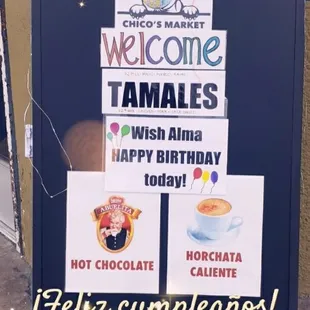 CHICO'S MARKET
Welcome
TAMALES
Wish Alma
HAPPY BIRTHDAY
today!
ABUELITA
HOT CHOCOLATE
HORCHATA
CALIENTE
¡Feliz cumpleaños!